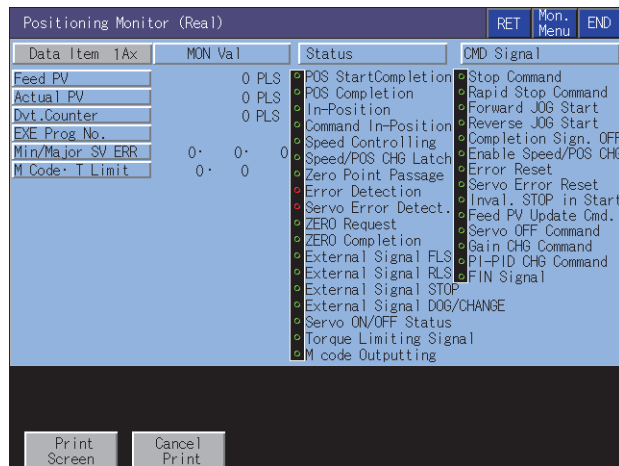 Positioning Monitor (Real)
RET
Mon.
Menu
END
Data Item 1Ax
MON Val
Status
CMD Signal
Feed PV
0 PLS
Actual PV
0 PLS
Dvt.Counter
0 PLS
EXE Prog No.
Min/Major SV ERR
0· 0· 0
M Code· T Limit
0· 0
POS StartCompletion
POS Completion
In-Position
Command In-Position
Speed Controlling
Speed/POS CHG Latch
Zero Point Passage
Error Detection
Servo Error Detect.
ZERO Request
ZERO Completion
External Signal FLS
External Signal RLS
External Signal STOP
External Signal DOG/CHANGE
Servo ON/OFF Status
Torque Limiting Signal
M code Outputting
Stop Command
Rapid Stop Command
Forward JOG Start
Reverse JOG Start
Completion Sign. OFF
Enable Speed/POS CHG
Error Reset
Servo Error Reset
Inval. STOP in Start
Feed PV Update Cmd.
Servo OFF Command
Gain CHG Command
PI-PID CHG Command
FIN Signal
Print
Screen
Cancel
Print